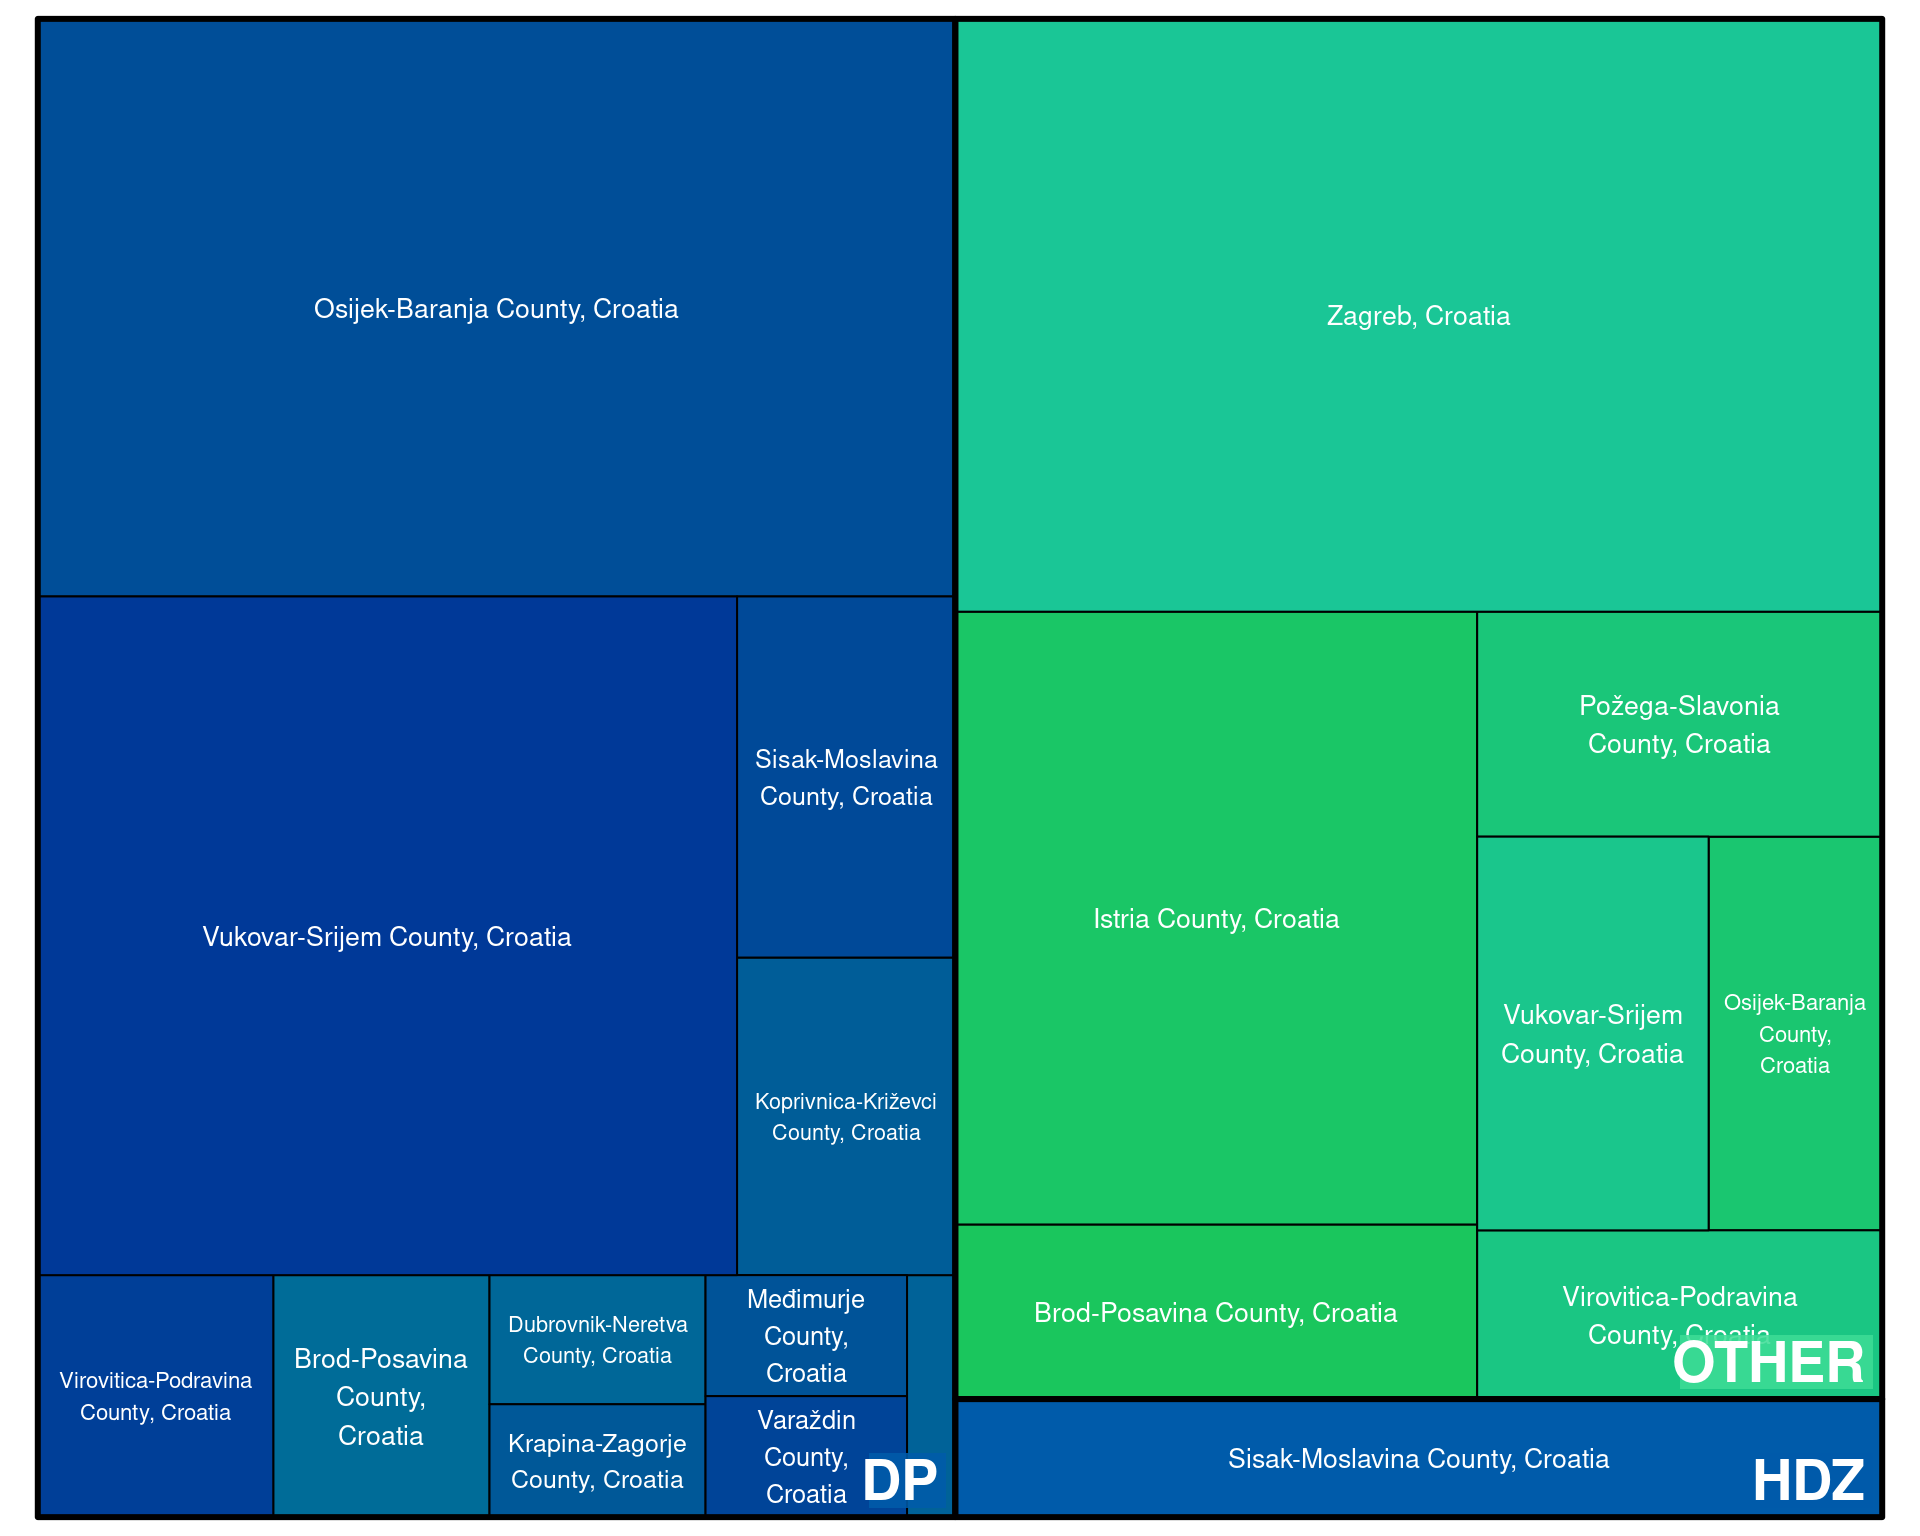 Osijek-Baranja County, Croatia
Vukovar-Srijem County, Croatia
Sisak-Moslavina
County, Croatia
Koprivnica-Križevci
County, Croatia
Virovitica-Podravina
County, Croatia
Brod-Posavina
County,
Croatia
Dubrovnik-Neretva
County, Croatia
Krapina-Zagorje
County, Croatia
Međimurje
County,
Croatia
Varaždin
County,
Croatia
DP
Zagreb, Croatia
Istria County, Croatia
Požega-Slavonia
County, Croatia
Vukovar-Srijem
County, Croatia
Osijek-Baranja
County,
Croatia
Brod-Posavina County, Croatia
Virovitica-Podravina
County, Croatia
OTHER
Sisak-Moslavina County, Croatia
HDZ